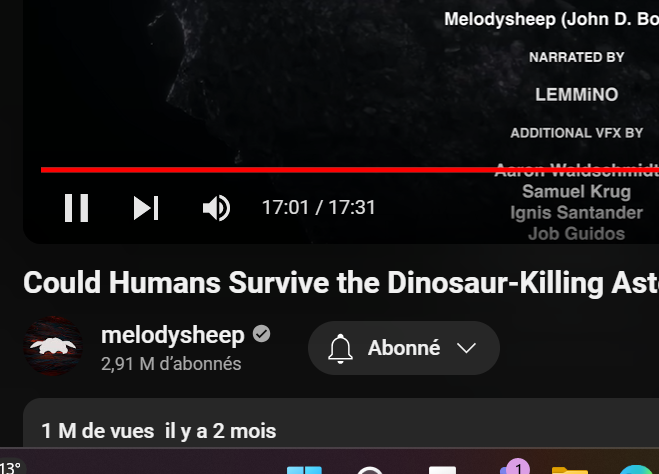 Melodysheep (John D. Bo
NARRATED BY
LEMMiNO
ADDITIONAL VFX BY
Aaron Waldschmidt
Samuel Krug
Ignis Santander
Job Guidos
17:01 / 17:31
Could Humans Survive the Dinosaur-Killing Ast
melodysheep
2,91 M d’abonnés
Abonné
1 M de vues il y a 2 mois
13°
1